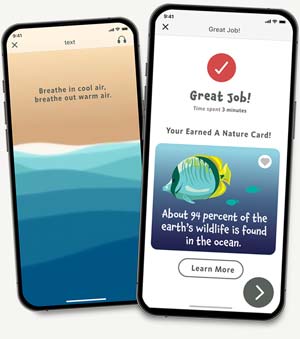 9:41
text
Breathe in cool air,
breathe out warm air.
9:41
Great Job!
Great Job!
Time spent 3 minutes
Your Earned A Nature Card!
About 94 percent of the
earth's wildlife is found
in the ocean.
Learn More